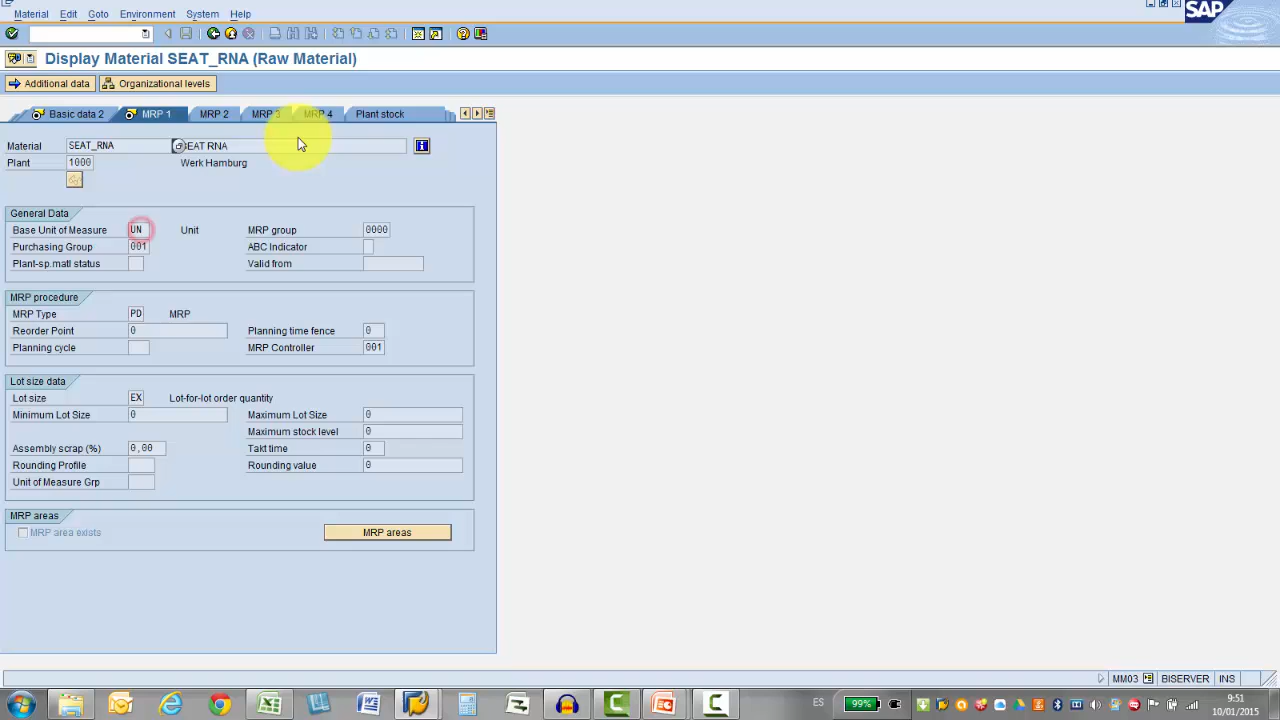 Material Edit Goto Environment System Help
SAP
Display Material SEAT_RNA (Raw Material)
Additional data Organizational levels
Basic data 2 MRP 1 MRP 2 MRP 3 MRP 4 Plant stock
Material SEAT_RNA SEAT RNA
Plant 1000 Werk Hamburg
General Data
Base Unit of Measure UN Unit MRP group 0000
Purchasing Group 001 ABC Indicator
Plant-sp.matl status Valid from
MRP procedure
MRP Type PD MRP
Reorder Point 0 Planning time fence 0
Planning cycle MRP Controller 001
Lot size data
Lot size EX Lot-for-lot order quantity
Minimum Lot Size 0 Maximum Lot Size 0
Maximum stock level 0
Assembly scrap (%) 0,00 Takt time 0
Rounding Profile Rounding value 0
Unit of Measure Grp
MRP areas
MRP area exists MRP areas
MM03 BISERVER INS
ES 99% 9:51
10/01/2015